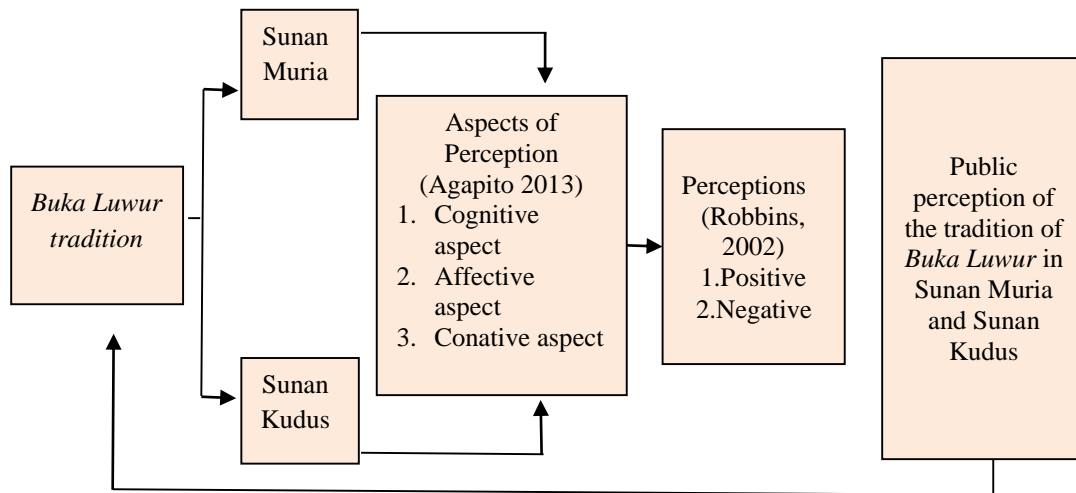 Buka Luwur
tradition
Sunan
Muria
Sunan
Kudus
Aspects of
Perception
(Agapito 2013)
1. Cognitive
aspect
2. Affective
aspect
3. Conative aspect
Perceptions
(Robbins,
2002)
1.Positive
2.Negative
Public
perception of
the tradition of
Buka Luwur in
Sunan Muria
and Sunan
Kudus